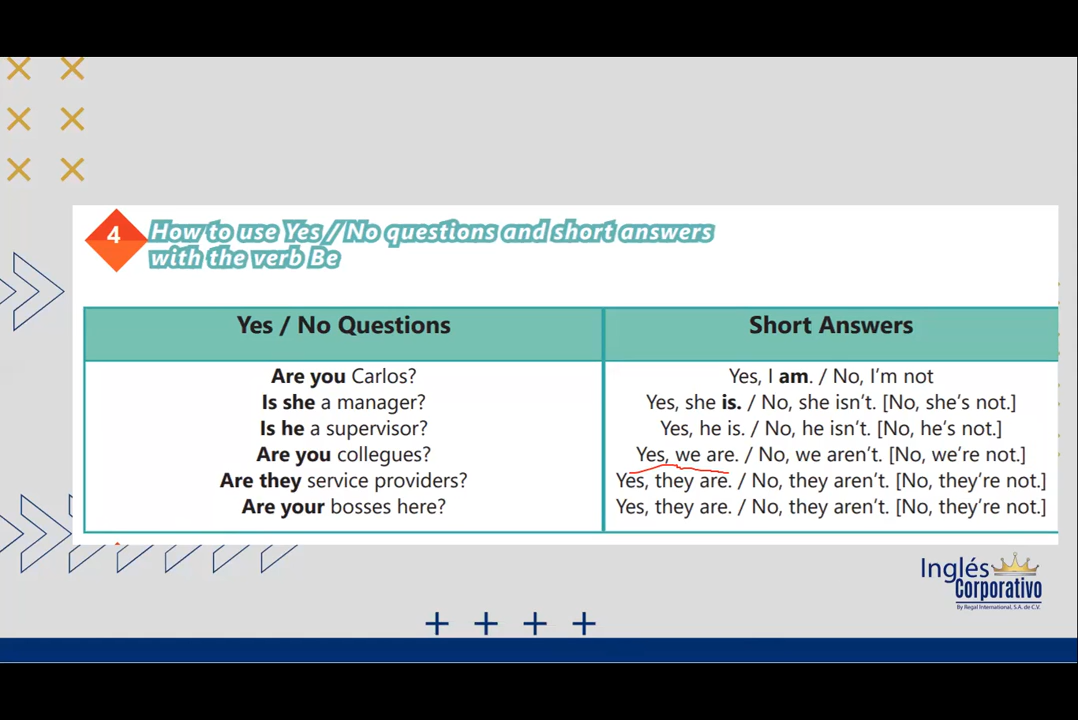 4
How to use Yes / No questions and short answers
with the verb Be
Yes / No Questions
Short Answers
Are you Carlos?
Yes, I am. / No, I'm not
Is she a manager?
Yes, she is. / No, she isn't. [No, she's not.]
Is he a supervisor?
Yes, he is. / No, he isn't. [No, he's not.]
Are you collegues?
Yes, we are. / No, we aren't. [No, we're not.]
Are they service providers?
Yes, they are. / No, they aren't. [No, they're not.]
Are your bosses here?
Yes, they are. / No, they aren't. [No, they're not.]
Inglés
Corporativo
By Regal International, S.A. de C.V.